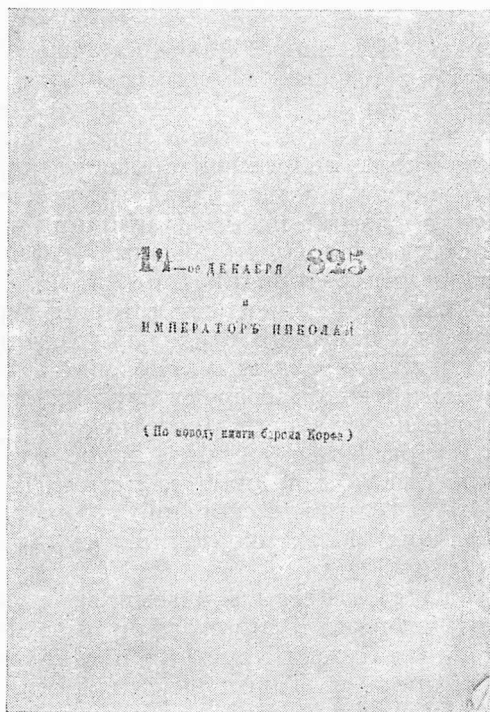 14—ое ДЕКАБРЯ 825
и
ИМПЕРАТОРЪ НИКОЛАЙ
(По поводу книги барона Корфа)